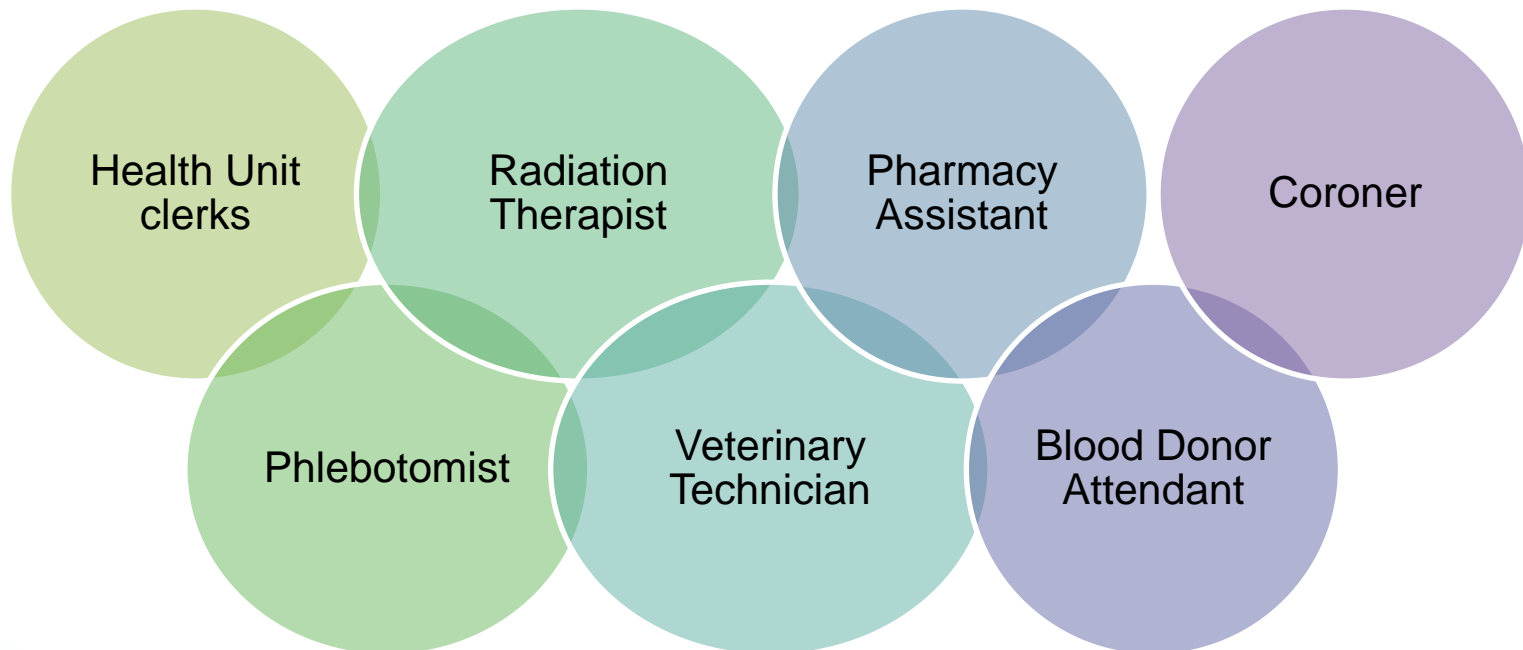 Health Unit
clerks
Radiation
Therapist
Pharmacy
Assistant
Coroner
Phlebotomist
Veterinary
Technician
Blood Donor
Attendant